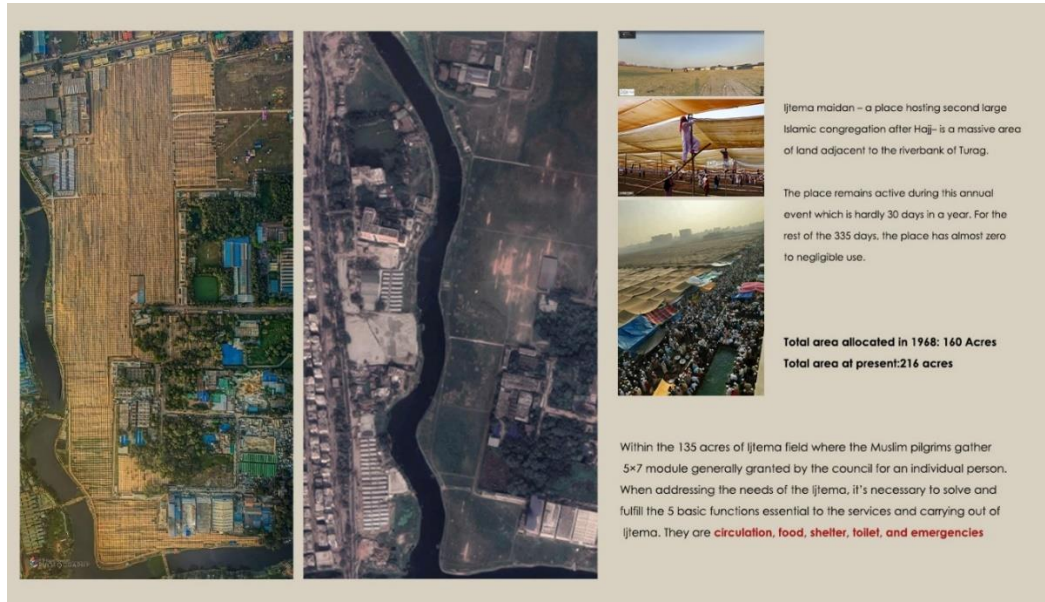 Ijtema maidan – a place hosting second large
Islamic congregation after Hajj– is a massive area
of land adjacent to the riverbank of Turag.
The place remains active during this annual
event which is hardly 30 days in a year. For the
rest of the 335 days, the place has almost zero
to negligible use.
Total area allocated in 1968: 160 Acres
Total area at present:216 acres
Within the 135 acres of Ijtema field where the Muslim pilgrims gather
5×7 module generally granted by the council for an individual person.
When addressing the needs of the Ijtema, it's necessary to solve and
fulfill the 5 basic functions essential to the services and carrying out of
Ijtema. They are circulation, food, shelter, toilet, and emergencies